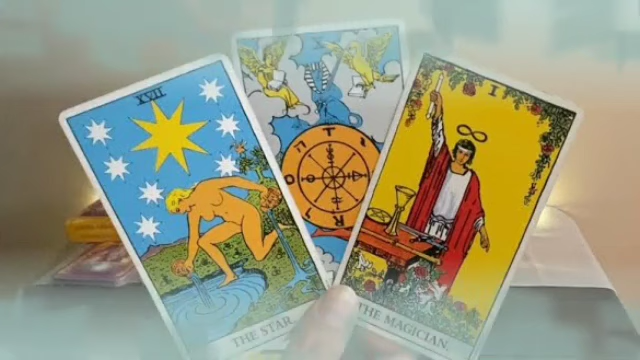 XVII
THE STAR.
X
T
O
R
I
THE MAGICIAN.